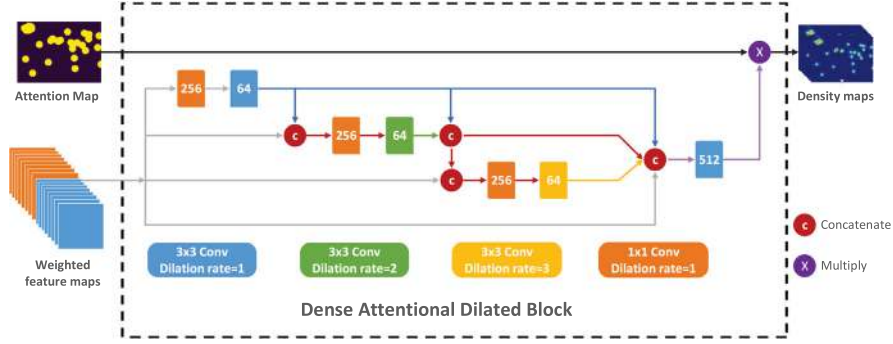 Attention Map
Weighted
feature maps
256
64
X
Density maps
c
256
64
c
c
512
c
256
64
3x3 Conv
Dilation rate=1
3x3 Conv
Dilation rate=2
3x3 Conv
Dilation rate=3
1x1 Conv
Dilation rate=1
c Concatenate
X Multiply
Dense Attentional Dilated Block